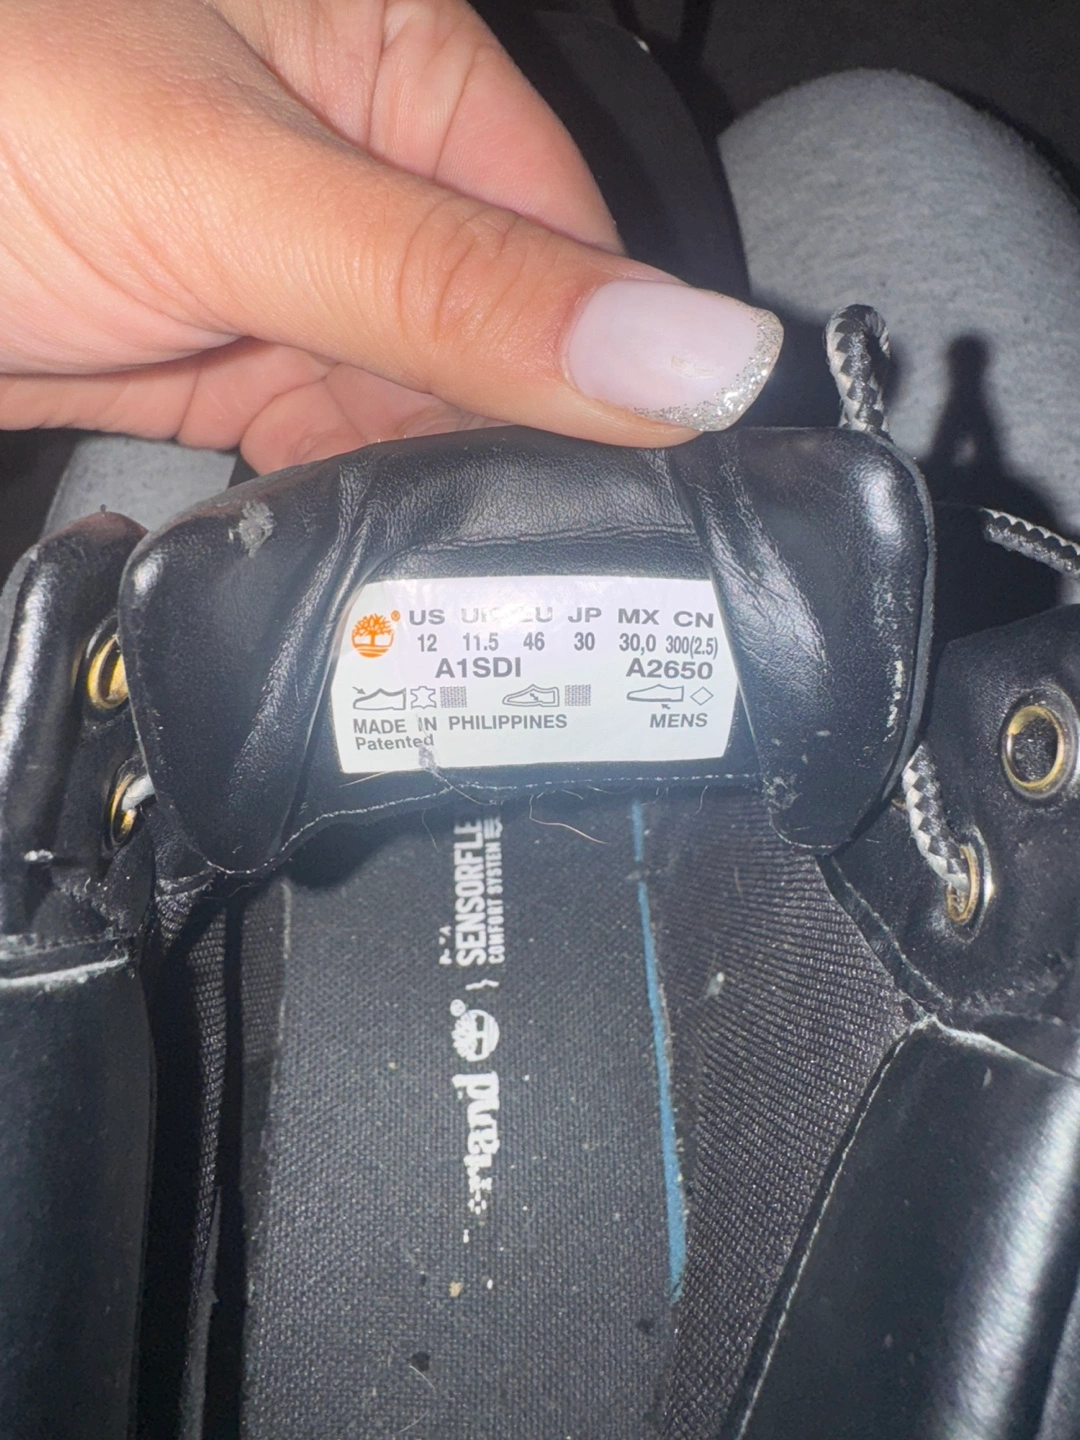 US UK EU JP MX CN
12 11.5 46 30 30,0 300(2.5)
A1SDI A2650
MADE IN PHILIPPINES MENS
Patented
COMFORT SYSTEM